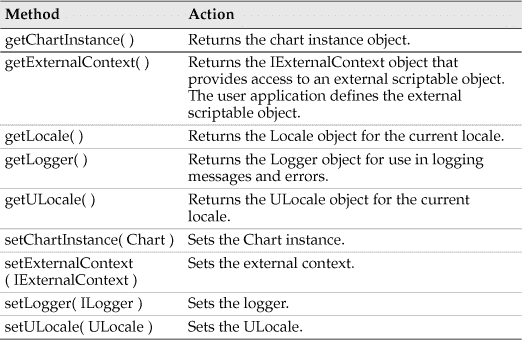 Method Action
getChartInstance( ) Returns the chart instance object.
getExternalContext( ) Returns the IExternalContext object that
provides access to an external scriptable object.
The user application defines the external
scriptable object.
getLocale( ) Returns the Locale object for the current locale.
getLogger( ) Returns the Logger object for use in logging
messages and errors.
getULocale( ) Returns the ULocale object for the current
locale.
setChartInstance( Chart ) Sets the Chart instance.
setExternalContext Sets the external context.
( IExternalContext )
setLogger( ILogger ) Sets the logger.
setULocale( ULocale ) Sets the ULocale.